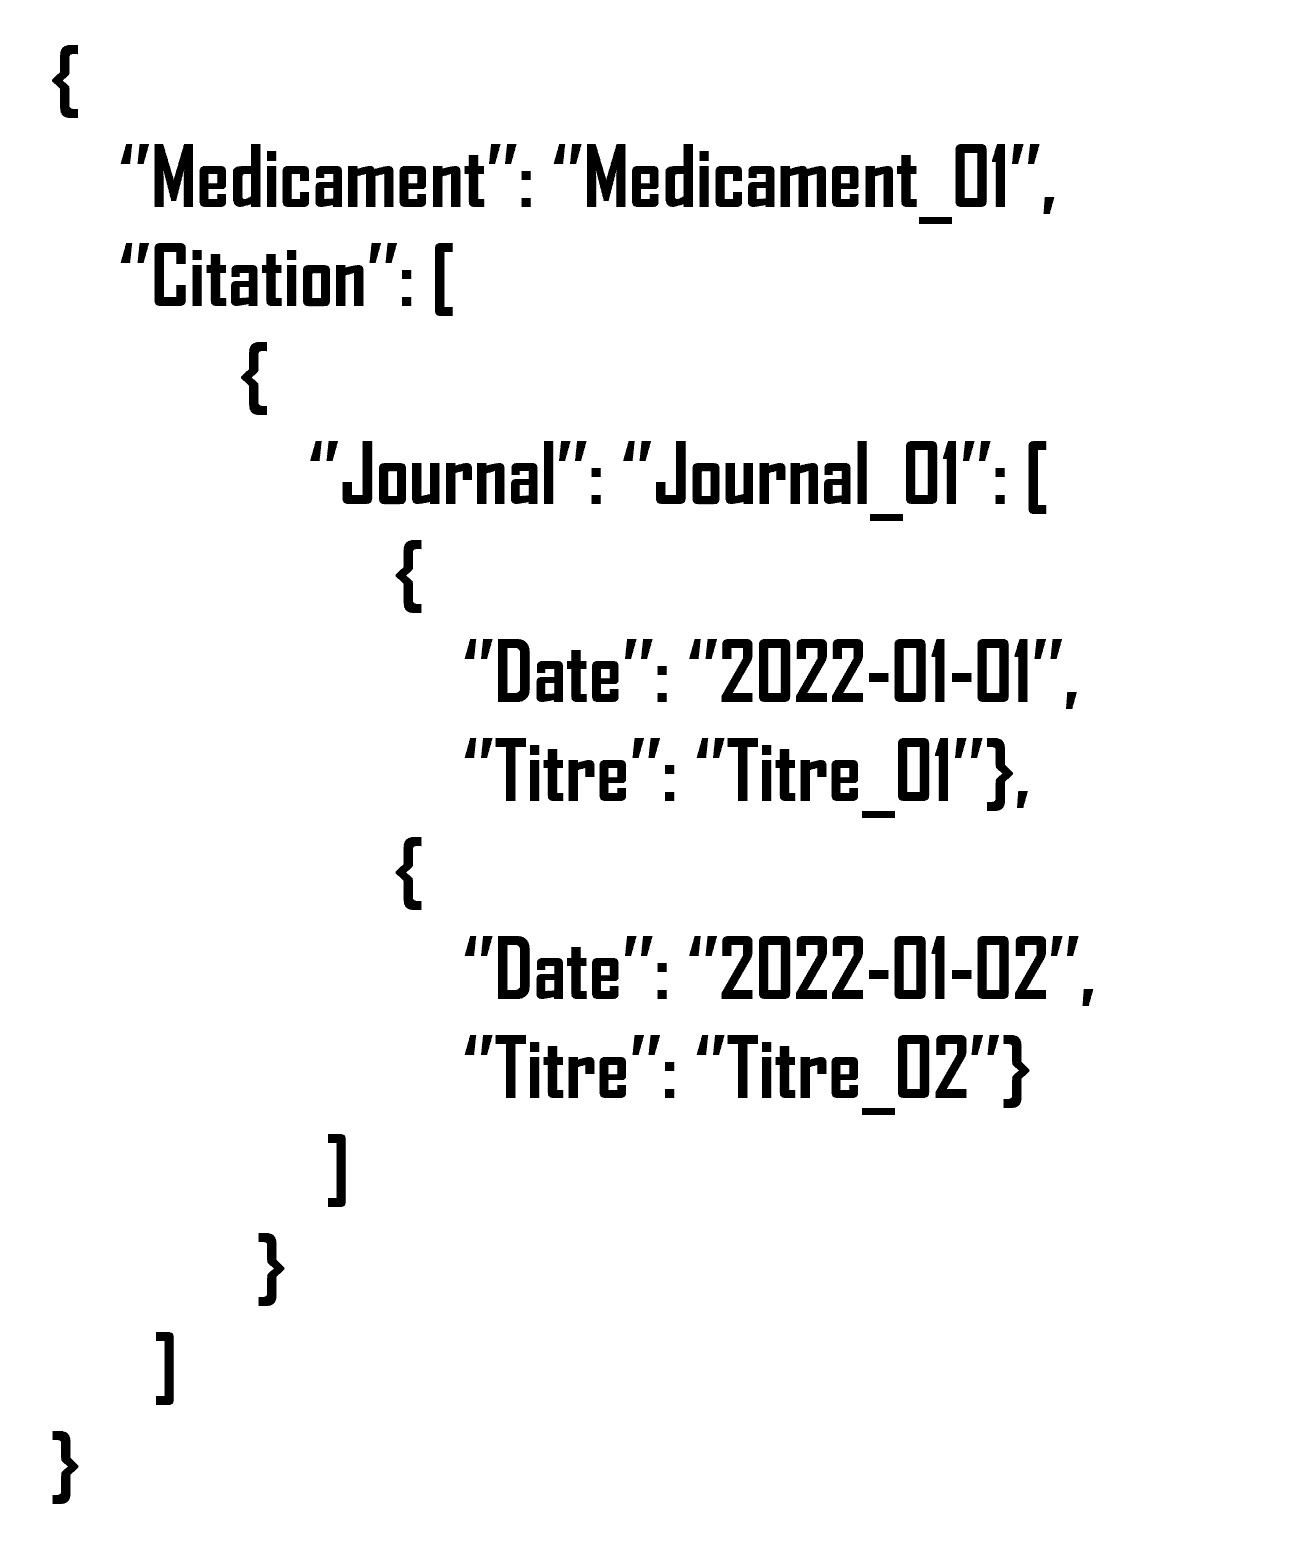 {
“Medicament”: “Medicament_01”,
“Citation”: [
{
“Journal”: “Journal_01”: [
{
“Date”: “2022-01-01”,
“Titre”: “Titre_01”},
{
“Date”: “2022-01-02”,
“Titre”: “Titre_02”}
]
}
]
}